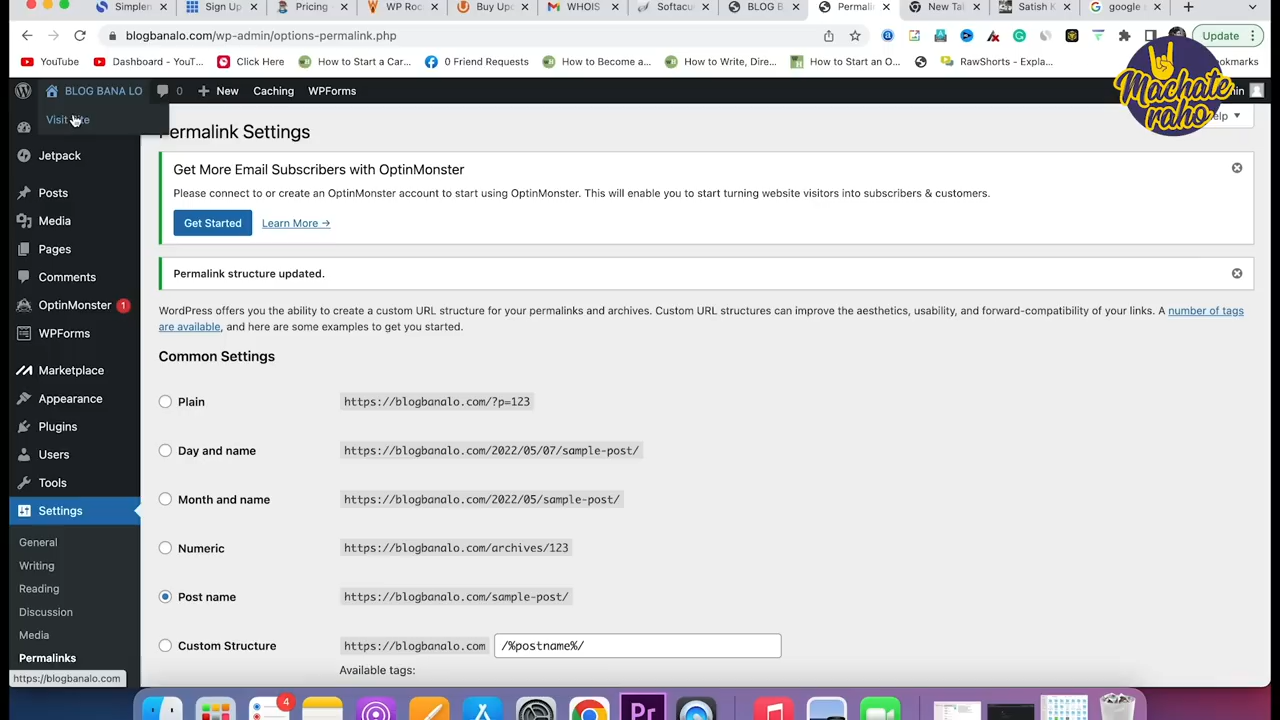 Simplen Sign Up Pricing WP Roc Buy Upc WHOIS Softacu BLOG B Permali New Ta Satish K google
blogbanalo.com/wp-admin/options-permalink.php Update
YouTube Dashboard - YouT... Click Here How to Start a Car... 0 Friend Requests How to Become a... How to Write, Dire... How to Start an O... RawShorts - Expla...
BLOG BANA LO 0 New Caching WPForms
Machate raho
Visit Site
Permalink Settings
Jetpack
Posts
Media
Pages
Comments
OptinMonster 1
WPForms
Marketplace
Appearance
Plugins
Users
Tools
Settings
General
Writing
Reading
Discussion
Media
Permalinks
https://blogbanalo.com
Get More Email Subscribers with OptinMonster
Please connect to or create an OptinMonster account to start using OptinMonster. This will enable you to start turning website visitors into subscribers & customers.
Get Started Learn More →
Permalink structure updated.
WordPress offers you the ability to create a custom URL structure for your permalinks and archives. Custom URL structures can improve the aesthetics, usability, and forward-compatibility of your links. A number of tags
are available, and here are some examples to get you started.
Common Settings
Plain https://blogbanalo.com/?p=123
Day and name https://blogbanalo.com/2022/05/07/sample-post/
Month and name https://blogbanalo.com/2022/05/sample-post/
Numeric https://blogbanalo.com/archives/123
Post name https://blogbanalo.com/sample-post/
Custom Structure https://blogbanalo.com /%postname%/
Available tags:
4
Pr